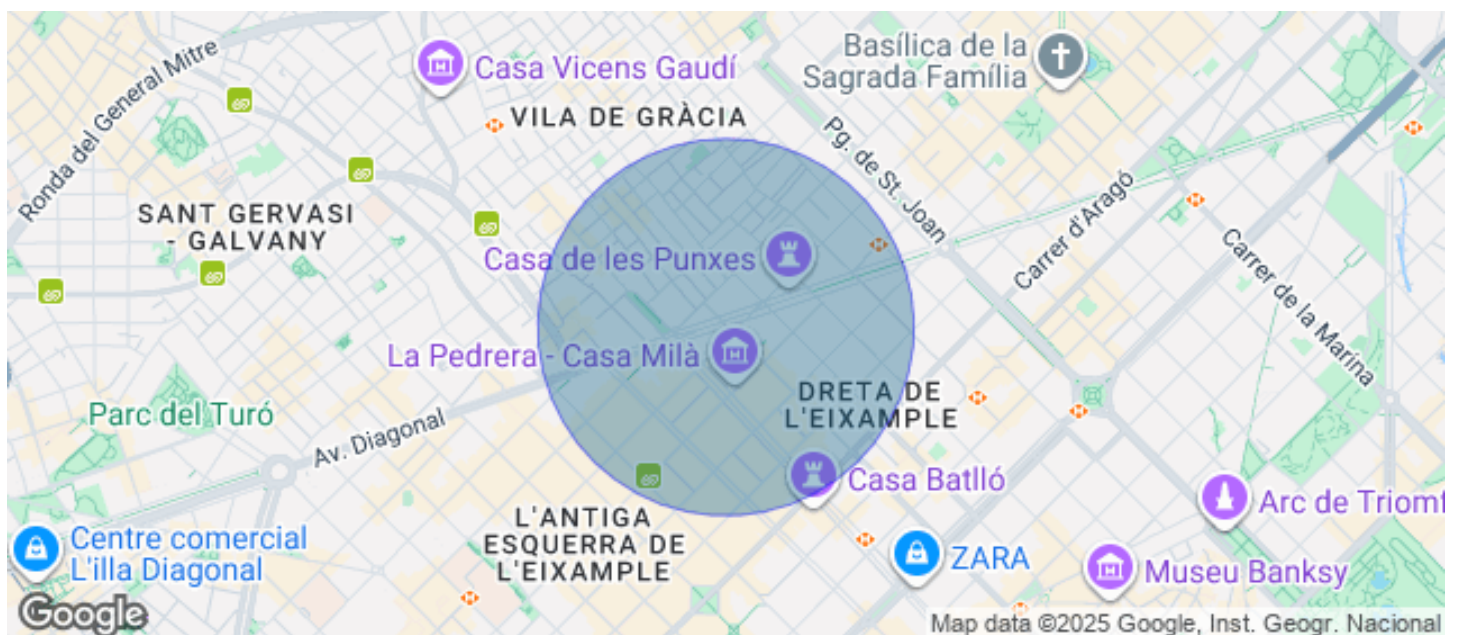 Ronda del General Mitre
Casa Vicens Gaudí
Basílica de la
Sagrada Família
VILA DE GRÀCIA
Pg. de St. Joan
SANT GERVASI
- GALVANY
Casa de les Punxes
Carrer d'Aragó
Carrer de la Marina
La Pedrera - Casa Milà
DRETA DE
L'EIXAMPLE
Parc del Turó
Av. Diagonal
Casa Batlló
Arc de Triomf
L'ANTIGA
ESQUERRA DE
L'EIXAMPLE
Centre comercial
L'illa Diagonal
ZARA
Museu Banksy
Google
Map data ©2025 Google, Inst. Geogr. Nacional